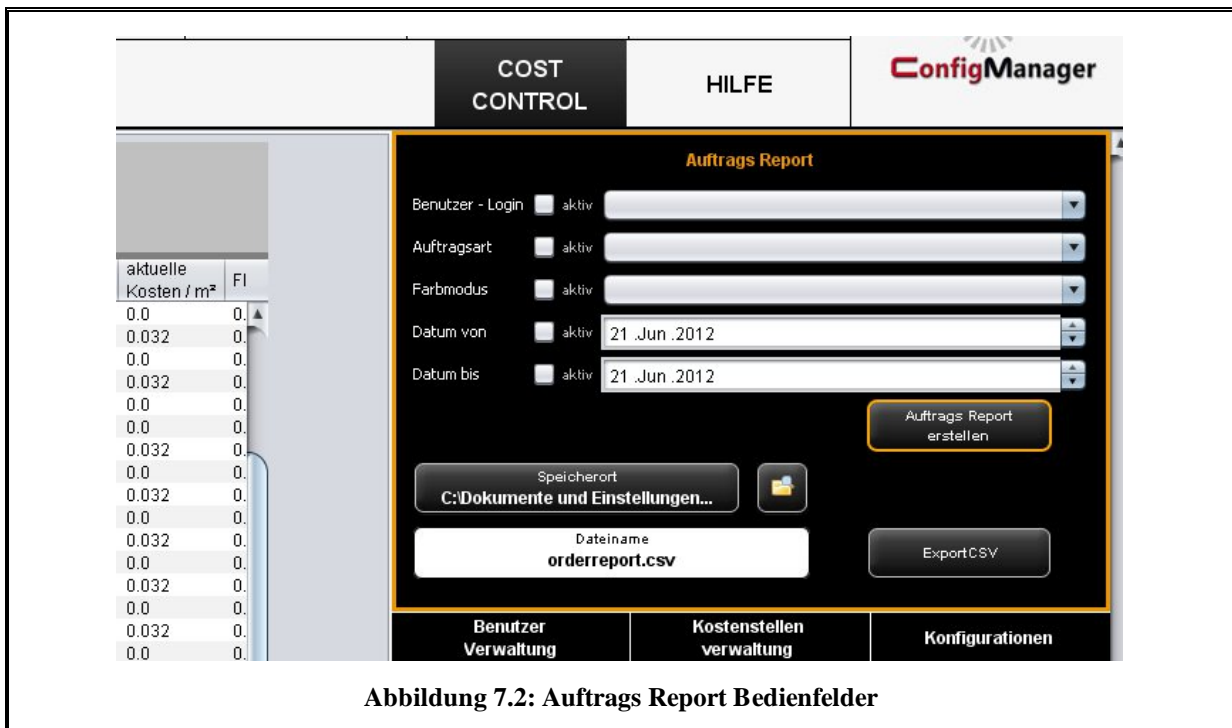 COST
CONTROL
HILFE
ConfigManager
Auftrags Report
Benutzer - Login aktiv
Auftragsart aktiv
Farbmodus aktiv
Datum von aktiv 21 .Jun .2012
Datum bis aktiv 21 .Jun .2012
Auftrags Report
erstellen
Speicherort
C:\Dokumente und Einstellungen...
Dateiname
orderreport.csv
ExportCSV
Benutzer
Verwaltung
Kostenstellen
verwaltung
Konfigurationen
aktuelle
Kosten / m² Fl
0.0 0.
0.032 0.
0.0 0.
0.032 0.
0.0 0.
0.0 0.
0.032 0.
0.0 0.
0.032 0.
0.0 0.
0.032 0.
0.0 0.
0.032 0.
0.0 0.
0.032 0.
0.0 0.
Abbildung 7.2: Auftrags Report Bedienfelder